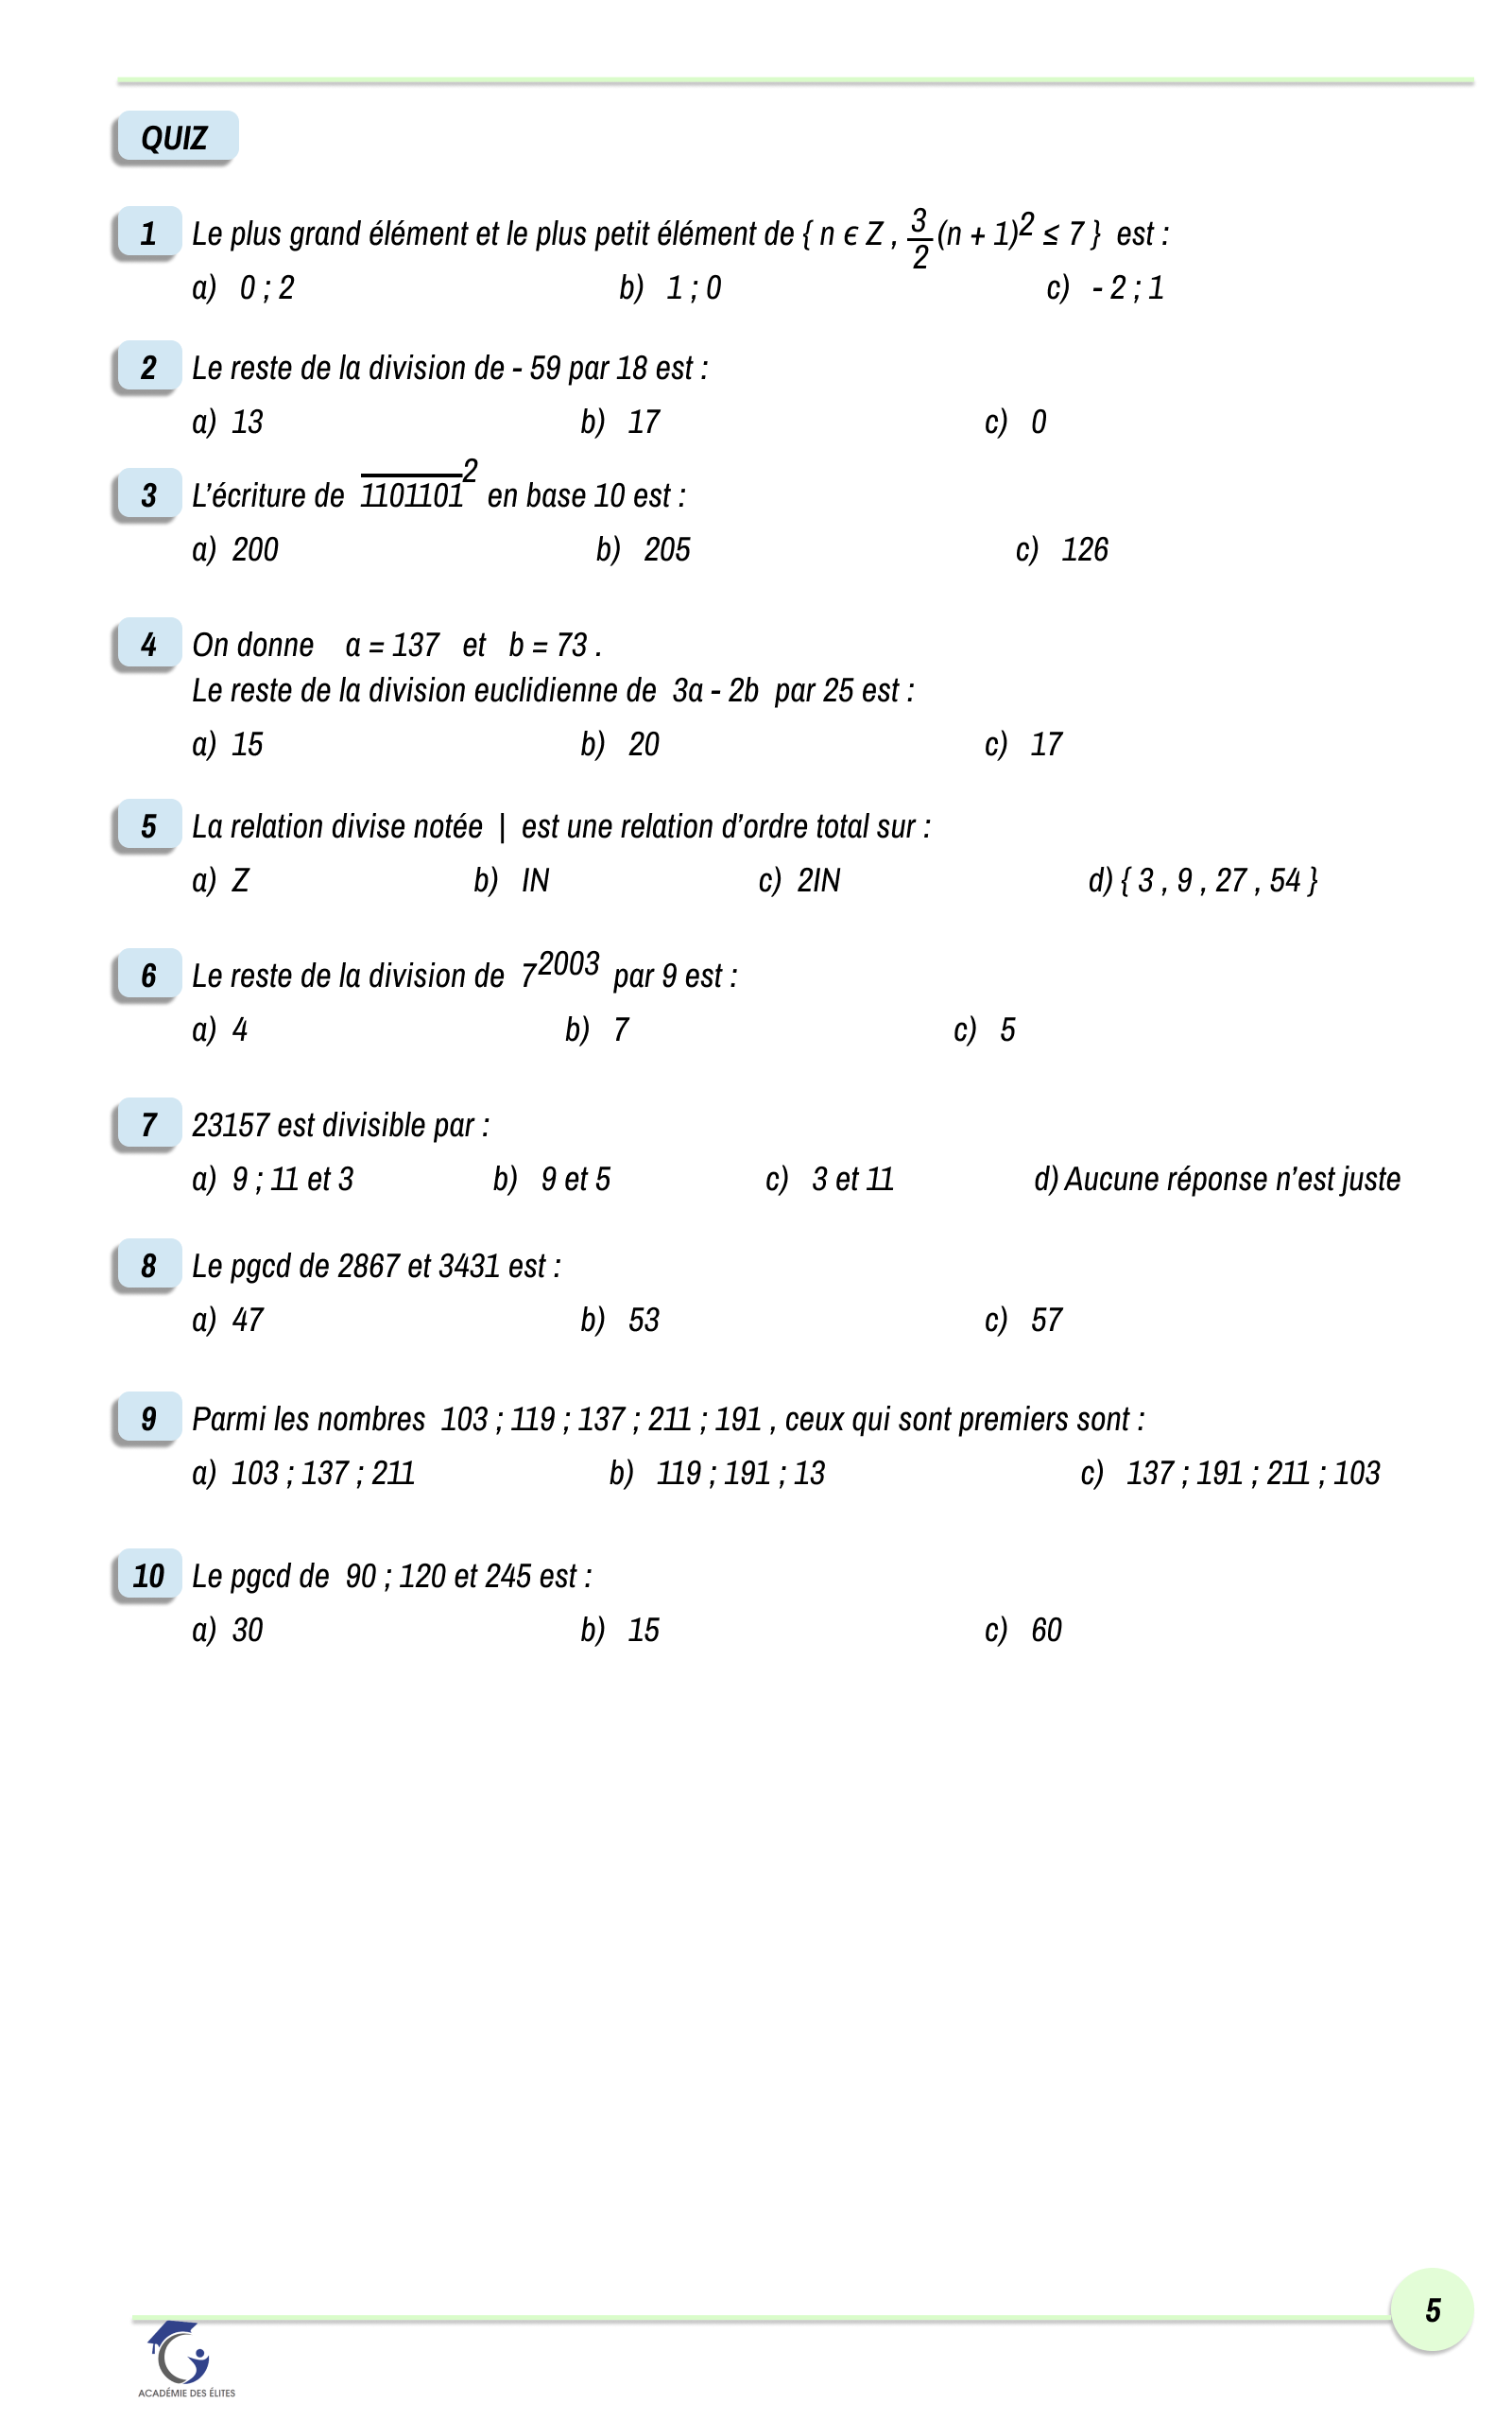 QUIZ
1 Le plus grand élément et le plus petit élément de { n ϵ Z , 3/2 (n + 1)² ≤ 7 } est :
a) 0 ; 2 b) 1 ; 0 c) - 2 ; 1
2 Le reste de la division de - 59 par 18 est :
a) 13 b) 17 c) 0
3 L’écriture de 1101101² en base 10 est :
a) 200 b) 205 c) 126
4 On donne a = 137 et b = 73 .
Le reste de la division euclidienne de 3a - 2b par 25 est :
a) 15 b) 20 c) 17
5 La relation divise notée | est une relation d’ordre total sur :
a) Z b) IN c) 2IN d) { 3 , 9 , 27 , 54 }
6 Le reste de la division de 7²⁰⁰³ par 9 est :
a) 4 b) 7 c) 5
7 23157 est divisible par :
a) 9 ; 11 et 3 b) 9 et 5 c) 3 et 11 d) Aucune réponse n’est juste
8 Le pgcd de 2867 et 3431 est :
a) 47 b) 53 c) 57
9 Parmi les nombres 103 ; 119 ; 137 ; 211 ; 191 , ceux qui sont premiers sont :
a) 103 ; 137 ; 211 b) 119 ; 191 ; 13 c) 137 ; 191 ; 211 ; 103
10 Le pgcd de 90 ; 120 et 245 est :
a) 30 b) 15 c) 60
5
ACADÉMIE DES ÉLITES